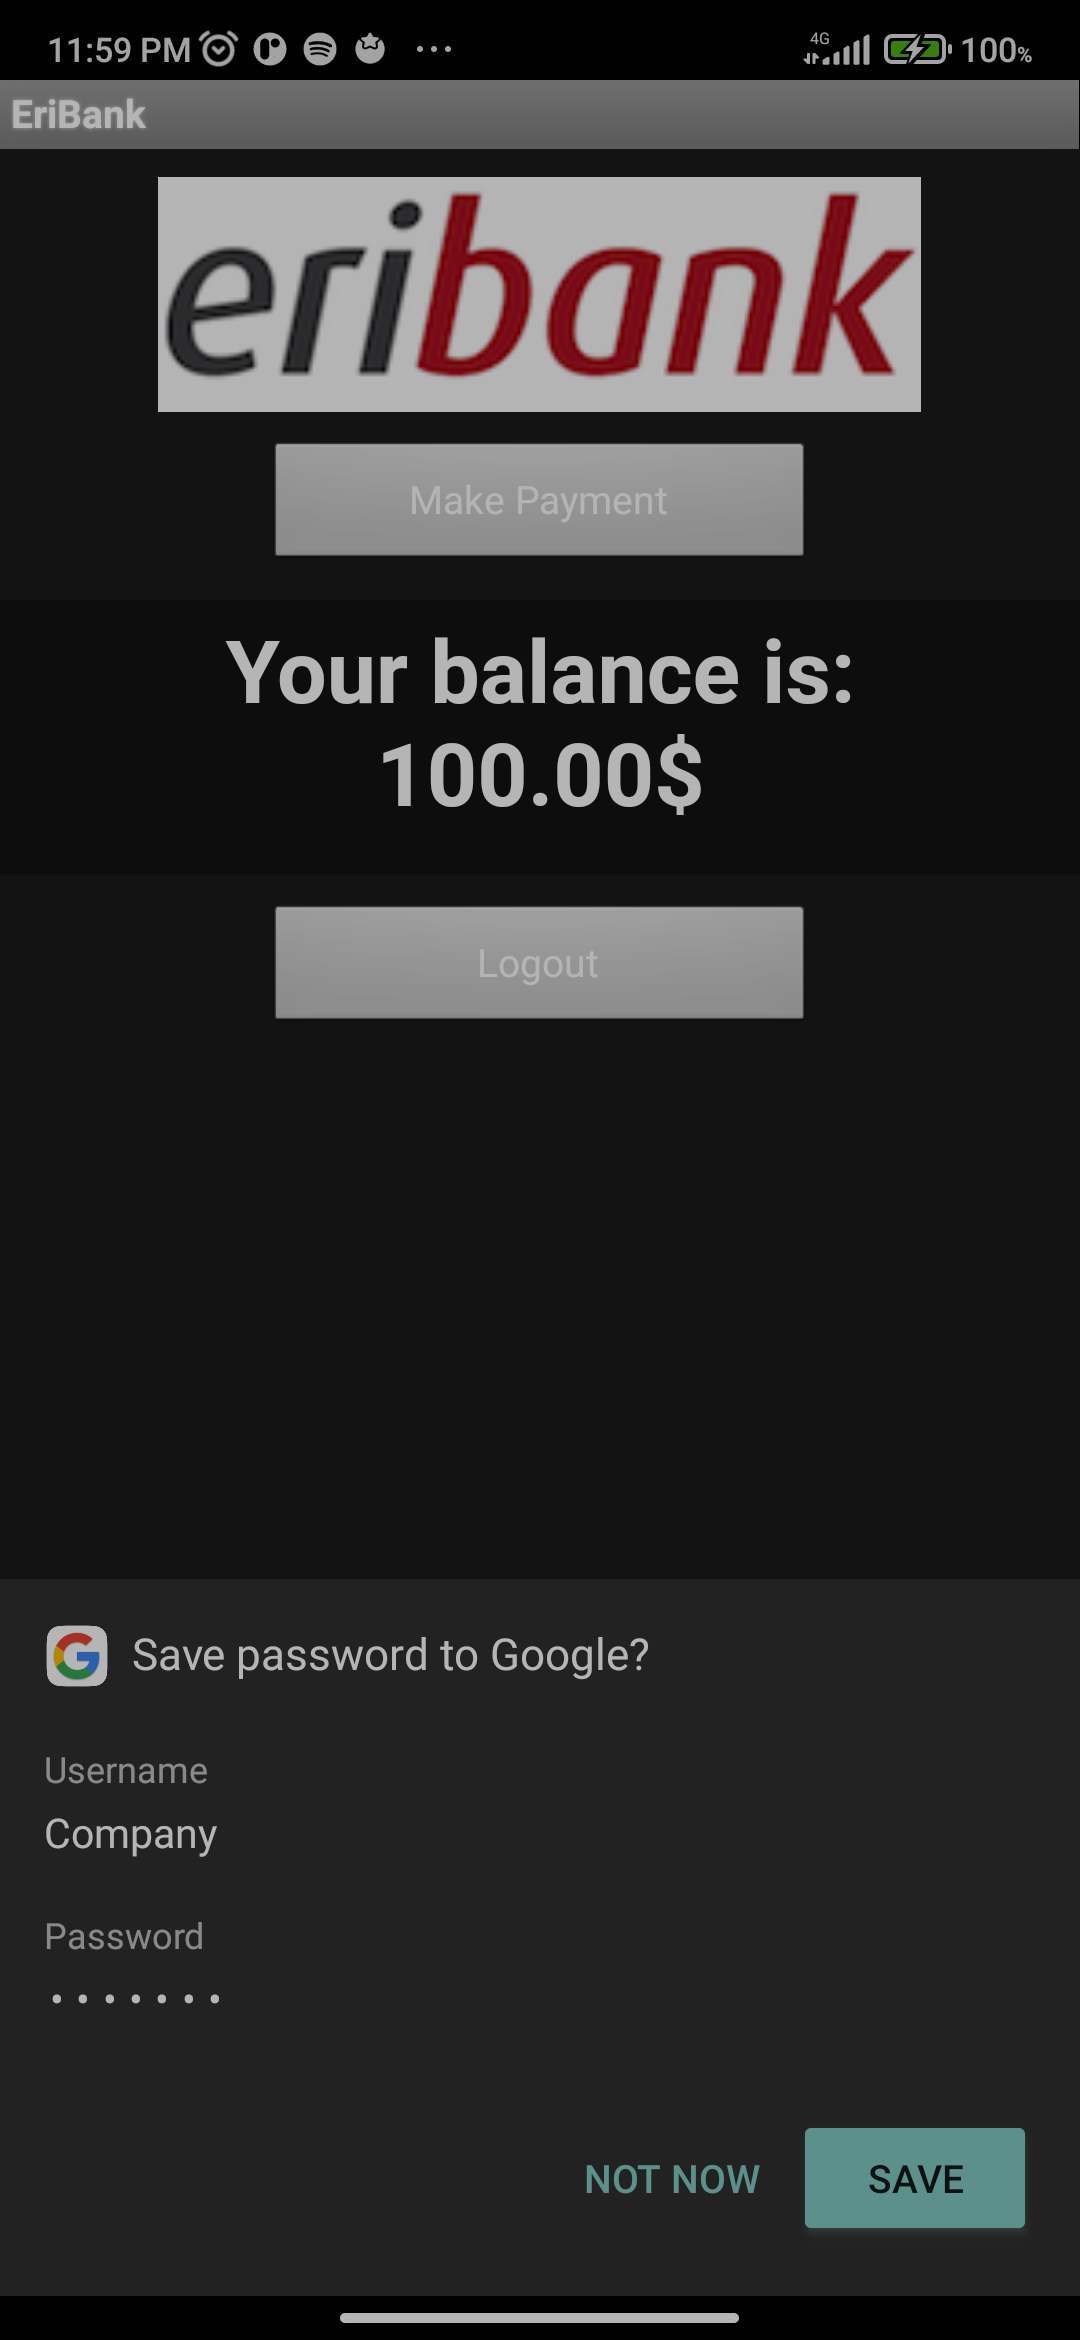 11:59 PM
4G
100%
EriBank
eribank
Make Payment
Your balance is:
100.00$
Logout
Save password to Google?
Username
Company
Password
•••••••
NOT NOW
SAVE